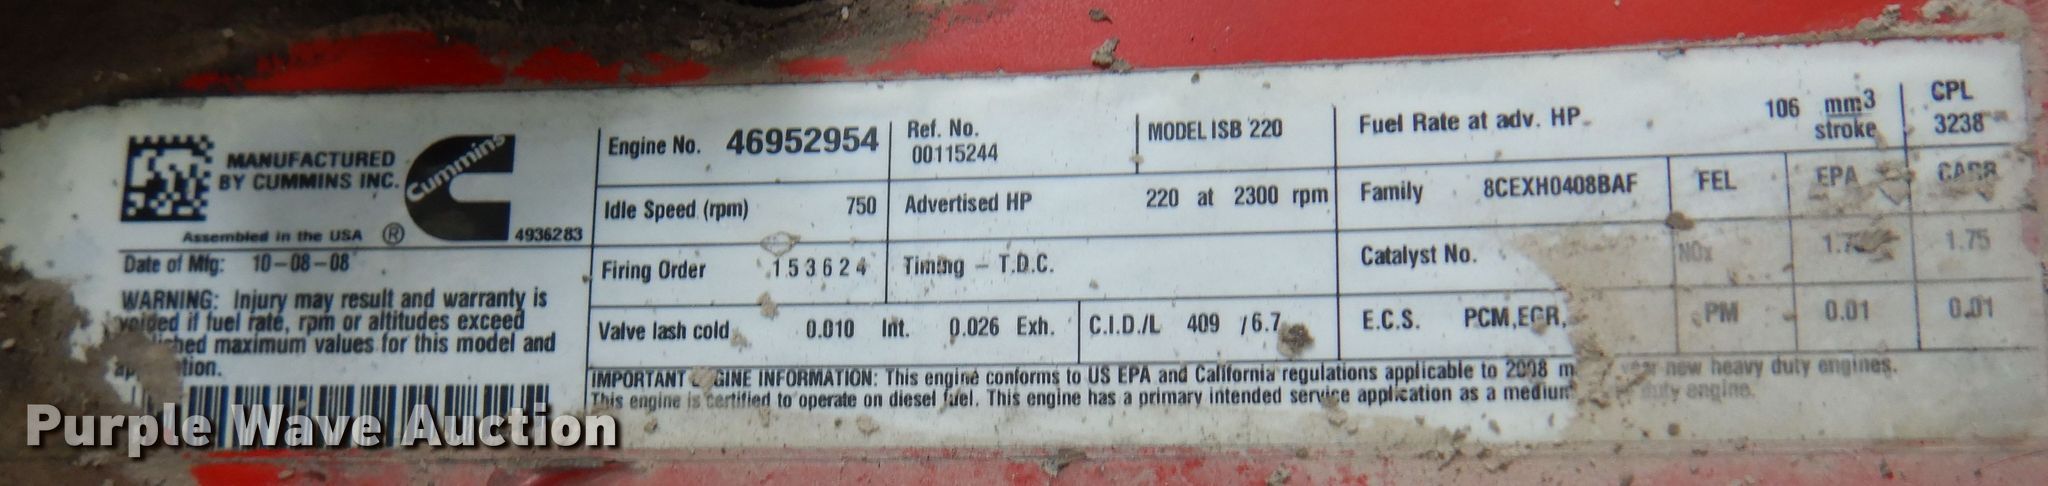 MANUFACTURED
BY CUMMINS INC.
Cummins
Assembled in the USA ® 4936283
Date of Mfg: 10-08-08
WARNING: Injury may result and warranty is
voided if fuel rate, rpm or altitudes exceed
maximum values for this model and
Engine No. 46952954
Ref. No.
00115244
MODEL ISB 220
Fuel Rate at adv. HP 106 mm3
stroke
CPL
3238
Idle Speed (rpm) 750
Advertised HP 220 at 2300 rpm
Family 8CEXH0408BAF
FEL EPA CARB
Firing Order 153624
Timing - T.D.C.
Catalyst No.
NOx 1.75
Valve lash cold 0.010 Int. 0.026 Exh.
C.I.D./L 409 /6.7
E.C.S. PCM,EGR,
PM 0.01 0.01
IMPORTANT INFORMATION: This engine conforms to US EPA and California regulations applicable to 2008 new heavy duty engines.
This engine is certified to operate on diesel fuel. This engine has a primary intended service application as a medium duty engine.
Purple Wave Auction